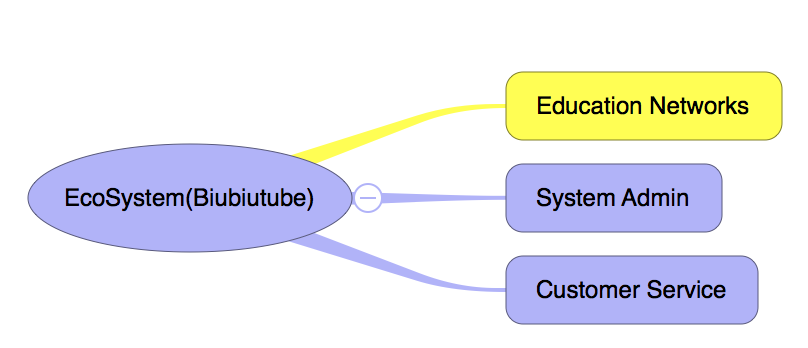 Education Networks
EcoSystem(Biubiutube)
System Admin
Customer Service